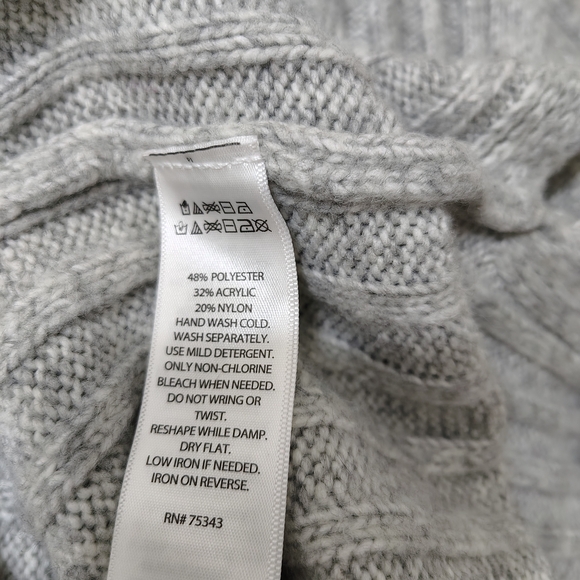 48% POLYESTER
32% ACRYLIC
20% NYLON
HAND WASH COLD.
WASH SEPARATELY.
USE MILD DETERGENT.
ONLY NON-CHLORINE
BLEACH WHEN NEEDED.
DO NOT WRING OR
TWIST.
RESHAPE WHILE DAMP.
DRY FLAT.
LOW IRON IF NEEDED.
IRON ON REVERSE.
RN# 75343